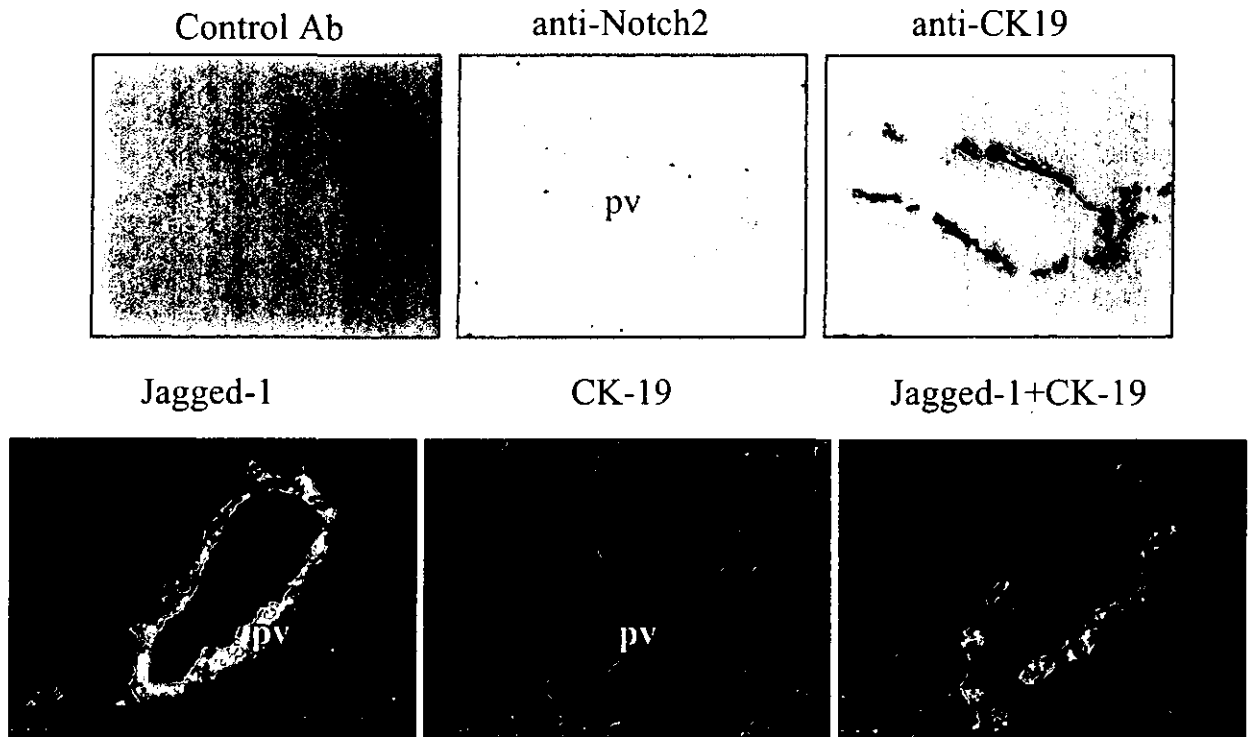 Control Ab
anti-Notch2
anti-CK19
pv
Jagged-1
CK-19
Jagged-1+CK-19
pv
pv